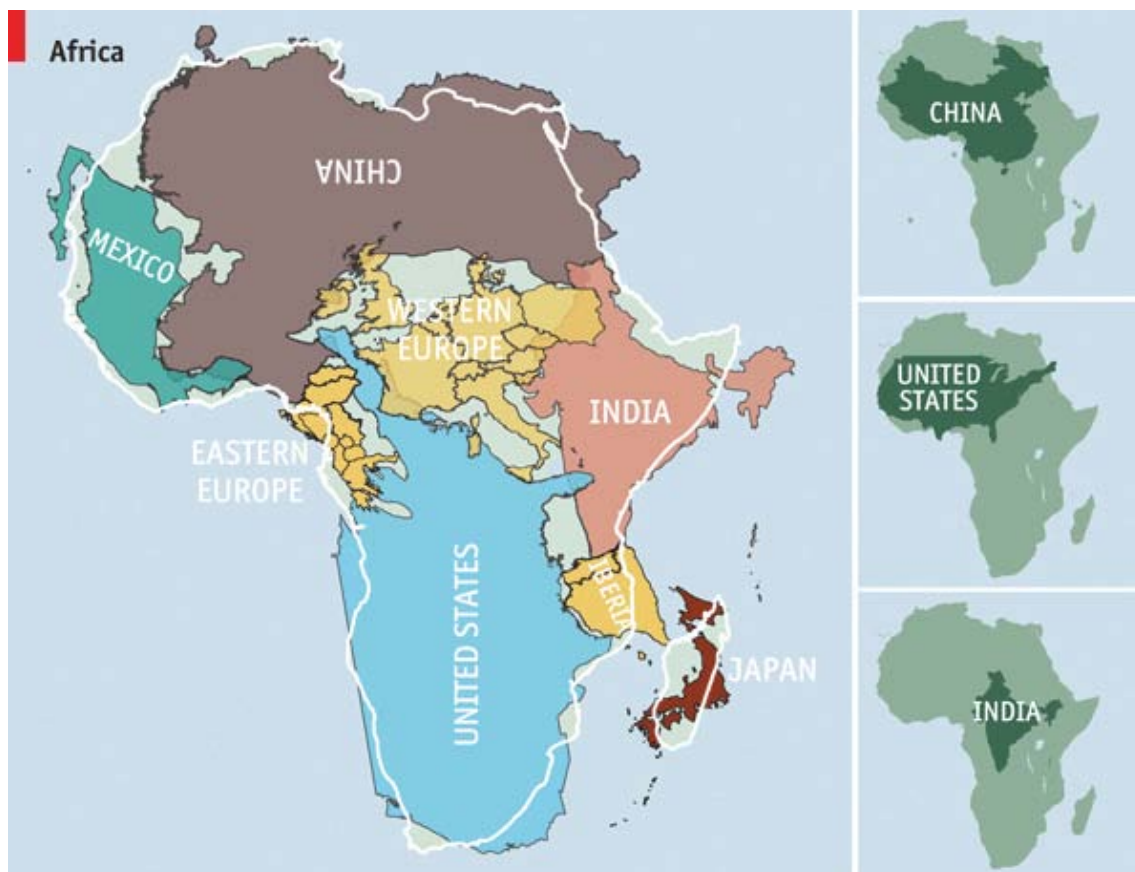 Africa
CHINA
MEXICO
WESTERN
EUROPE
INDIA
EASTERN
EUROPE
UNITED STATES
IBERIA
JAPAN
CHINA
UNITED
STATES
INDIA